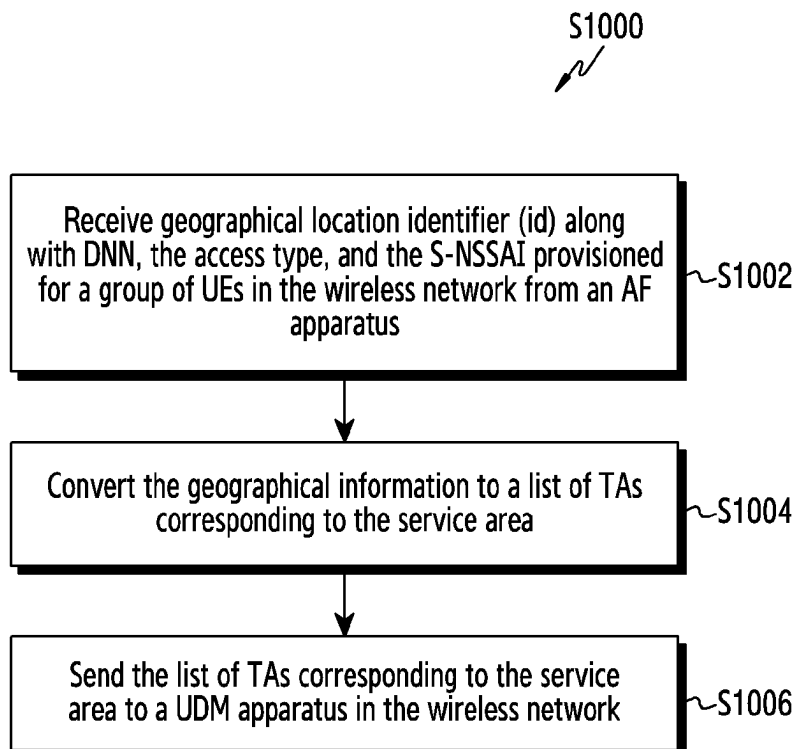 S1000
Receive geographical location identifier (id) along
with DNN, the access type, and the S-NSSAI provisioned
for a group of UEs in the wireless network from an AF
apparatus
S1002
Convert the geographical information to a list of TAs
corresponding to the service area
S1004
Send the list of TAs corresponding to the service
area to a UDM apparatus in the wireless network
S1006